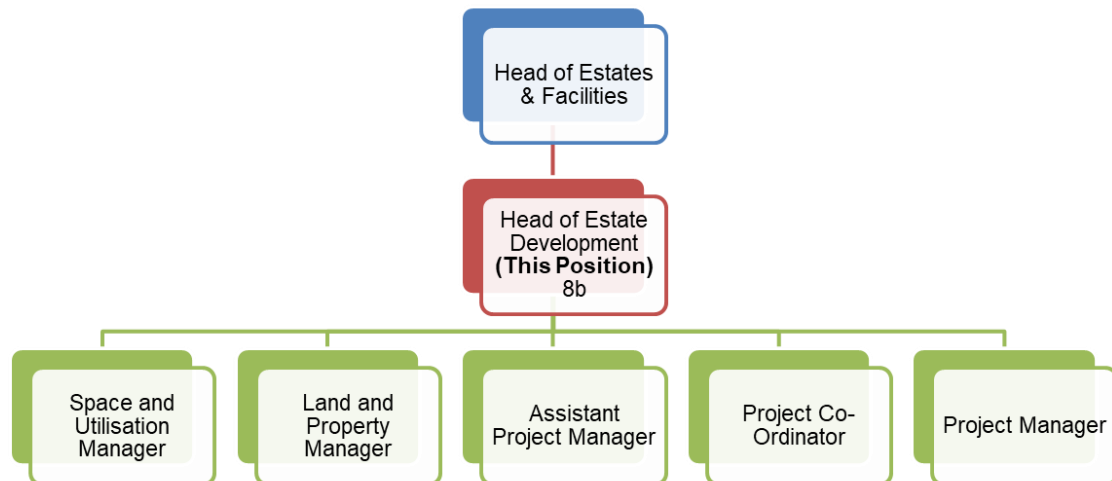 Head of Estates
& Facilities
Head of Estate
Development
(This Position)
8b
Space and
Utilisation
Manager
Land and
Property
Manager
Assistant
Project Manager
Project Co-
Ordinator
Project Manager